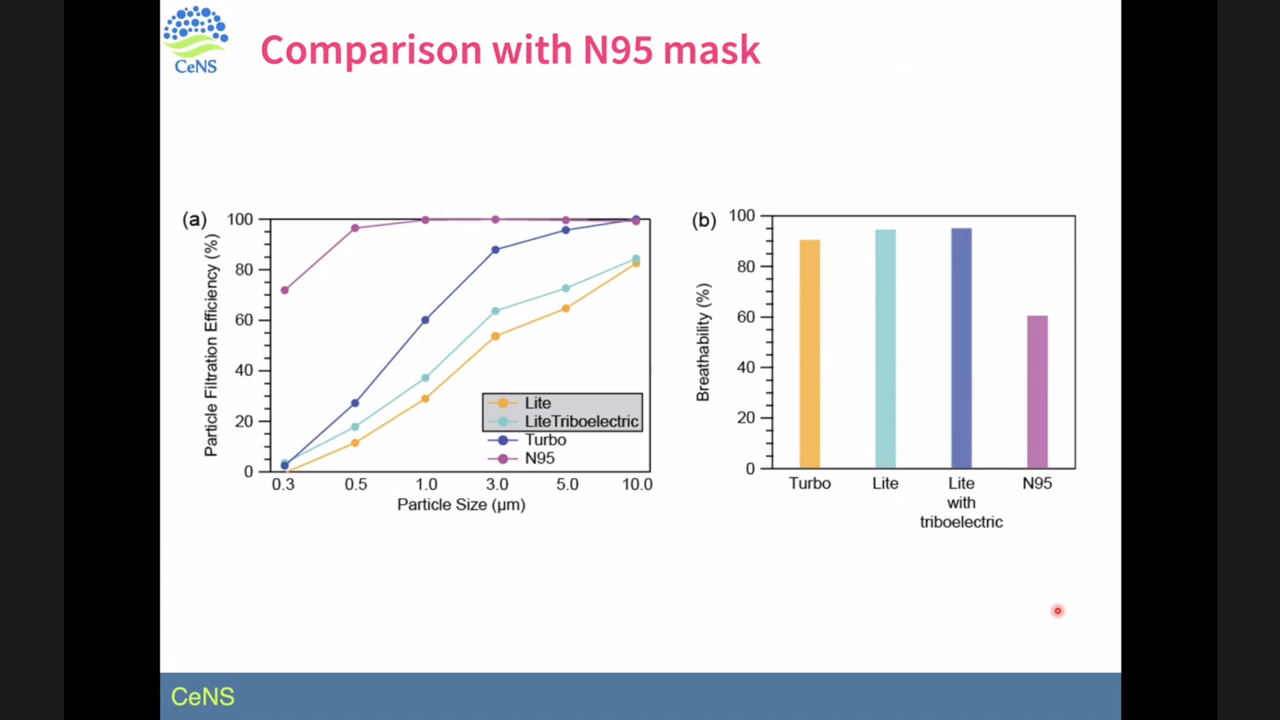 CeNS
Comparison with N95 mask
(a)
Particle Filtration Efficiency (%)
100
80
60
40
20
0
0.3 0.5 1.0 3.0 5.0 10.0
Particle Size (µm)
Lite
LiteTriboelectric
Turbo
N95
(b)
Breathability (%)
100
80
60
40
20
0
Turbo Lite Lite N95
with
triboelectric
CeNS